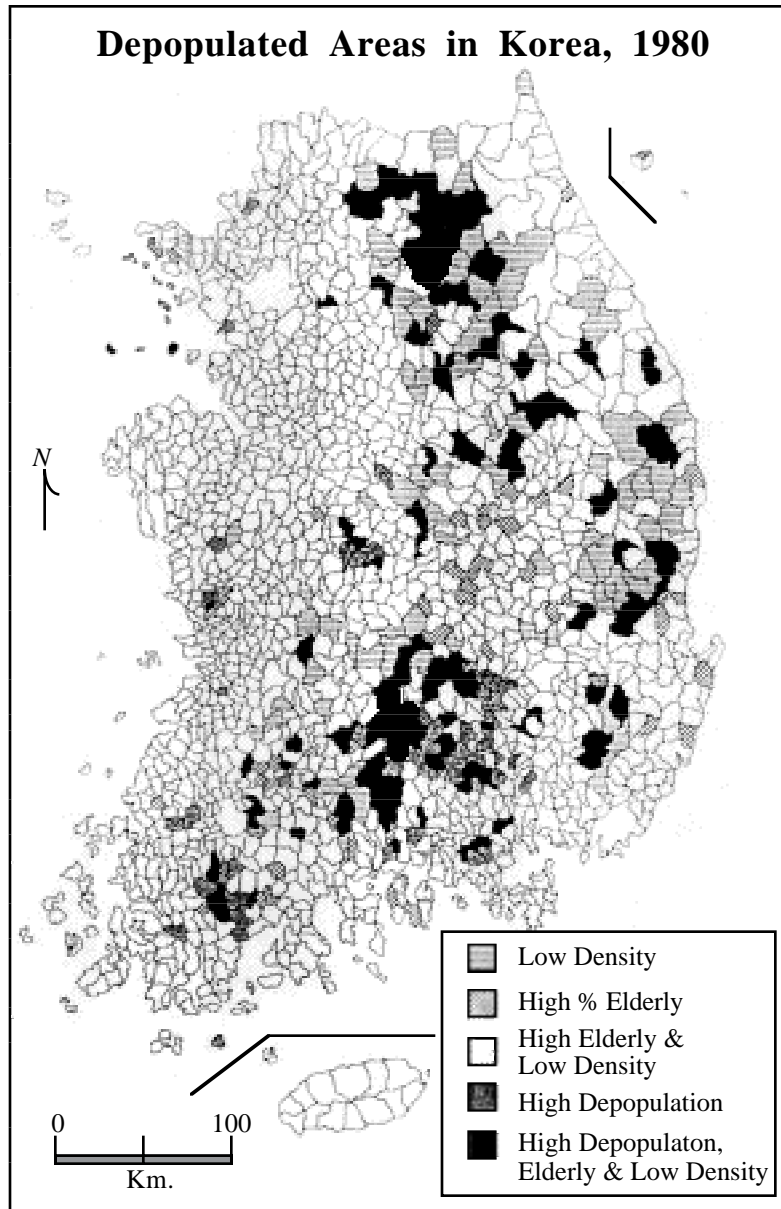 Depopulated Areas in Korea, 1980
N
Low Density
High % Elderly
High Elderly &
Low Density
High Depopulation
High Depopulaton,
Elderly & Low Density
0 100
Km.